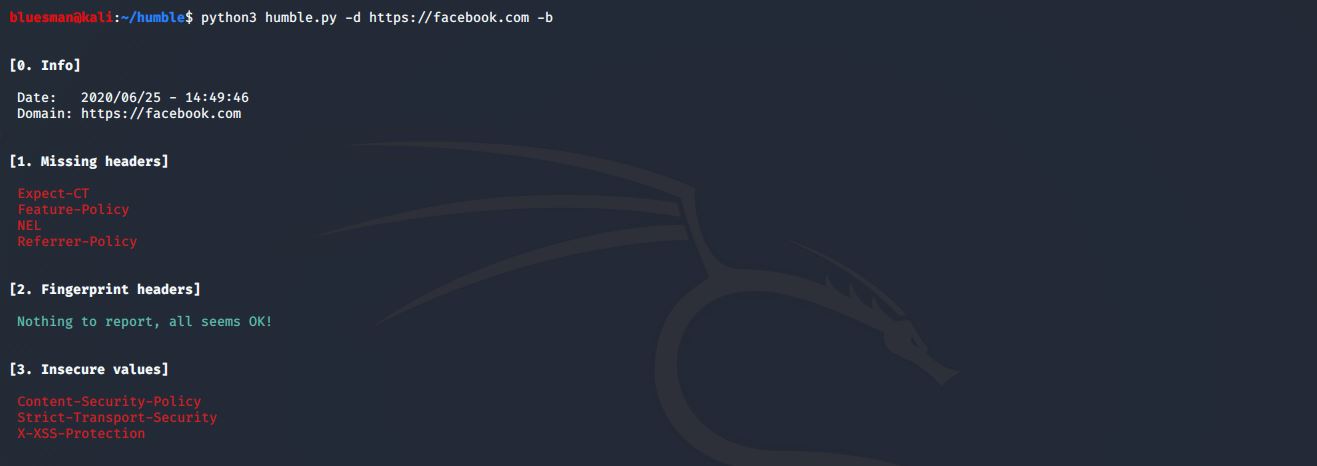 bluesman@kali:~/humble$ python3 humble.py -d https://facebook.com -b
[0. Info]
Date:   2020/06/25 - 14:49:46
Domain: https://facebook.com
[1. Missing headers]
Expect-CT
Feature-Policy
NEL
Referrer-Policy
[2. Fingerprint headers]
Nothing to report, all seems OK!
[3. Insecure values]
Content-Security-Policy
Strict-Transport-Security
X-XSS-Protection